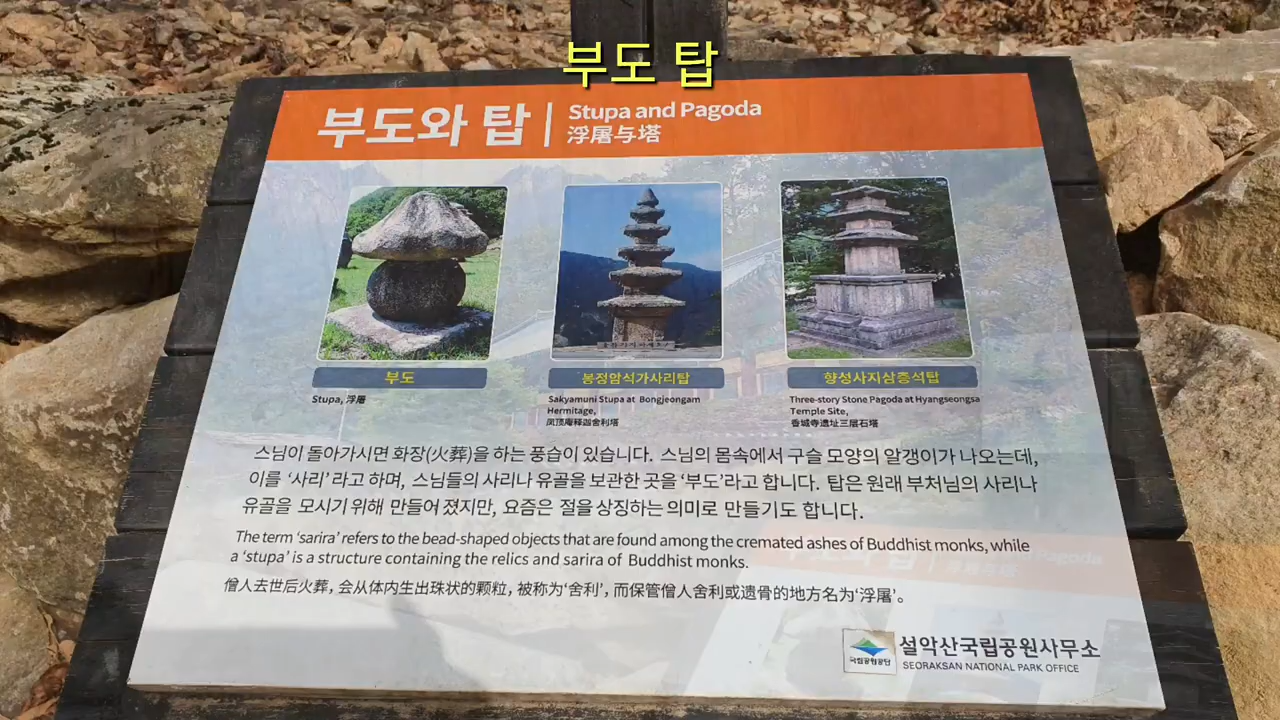 부도 탑
부도와 탑 | Stupa and Pagoda
浮屠与塔
부도
Stupa, 浮屠
봉정암석가사리탑
Sakyamuni Stupa at Bongjeongam
Hermitage,
凤顶庵释迦舍利塔
향성사지삼층석탑
Three-story Stone Pagoda at Hyangseongsa
Temple Site,
香城寺遗址三层石塔
스님이 돌아가시면 화장(火葬)을 하는 풍습이 있습니다. 스님의 몸속에서 구슬 모양의 알갱이가 나오는데,
이를 ‘사리’ 라고 하며, 스님들의 사리나 유골을 보관한 곳을 ‘부도’라고 합니다. 탑은 원래 부처님의 사리나
유골을 모시기 위해 만들어 졌지만, 요즘은 절을 상징하는 의미로 만들기도 합니다.
The term ‘sarira’ refers to the bead-shaped objects that are found among the cremated ashes of Buddhist monks, while
a ‘stupa’ is a structure containing the relics and sarira of Buddhist monks.
僧人去世后火葬，会从体内生出珠状的颗粒，被称为‘舍利’，而保管僧人舍利或遗骨的地方名为‘浮屠’。
국립공원공단
설악산국립공원사무소
SEORAKSAN NATIONAL PARK OFFICE